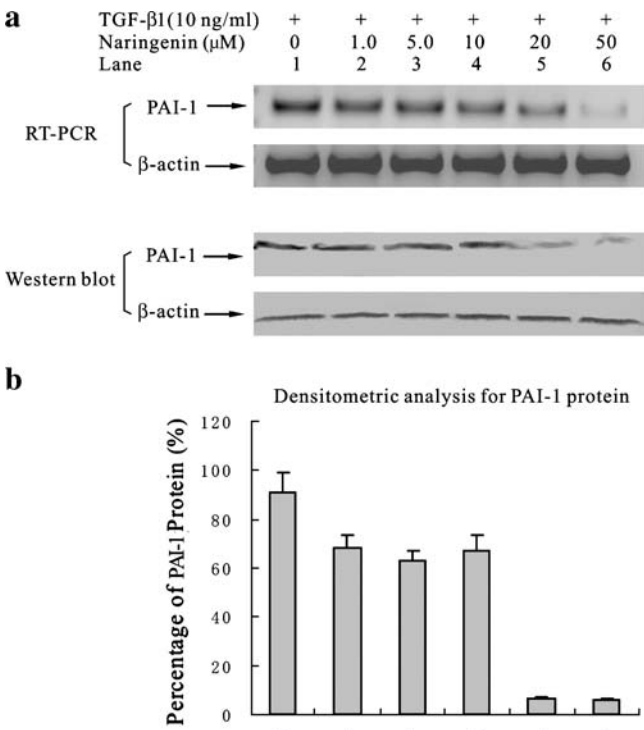 a
TGF-β1(10 ng/ml) + + + + + +
Naringenin (μM) 0 1.0 5.0 10 20 50
Lane 1 2 3 4 5 6
RT-PCR
PAI-1
β-actin
Western blot
PAI-1
β-actin
b
Densitometric analysis for PAI-1 protein
Percentage of PAI-1 Protein (%)
120
100
80
60
40
20
0